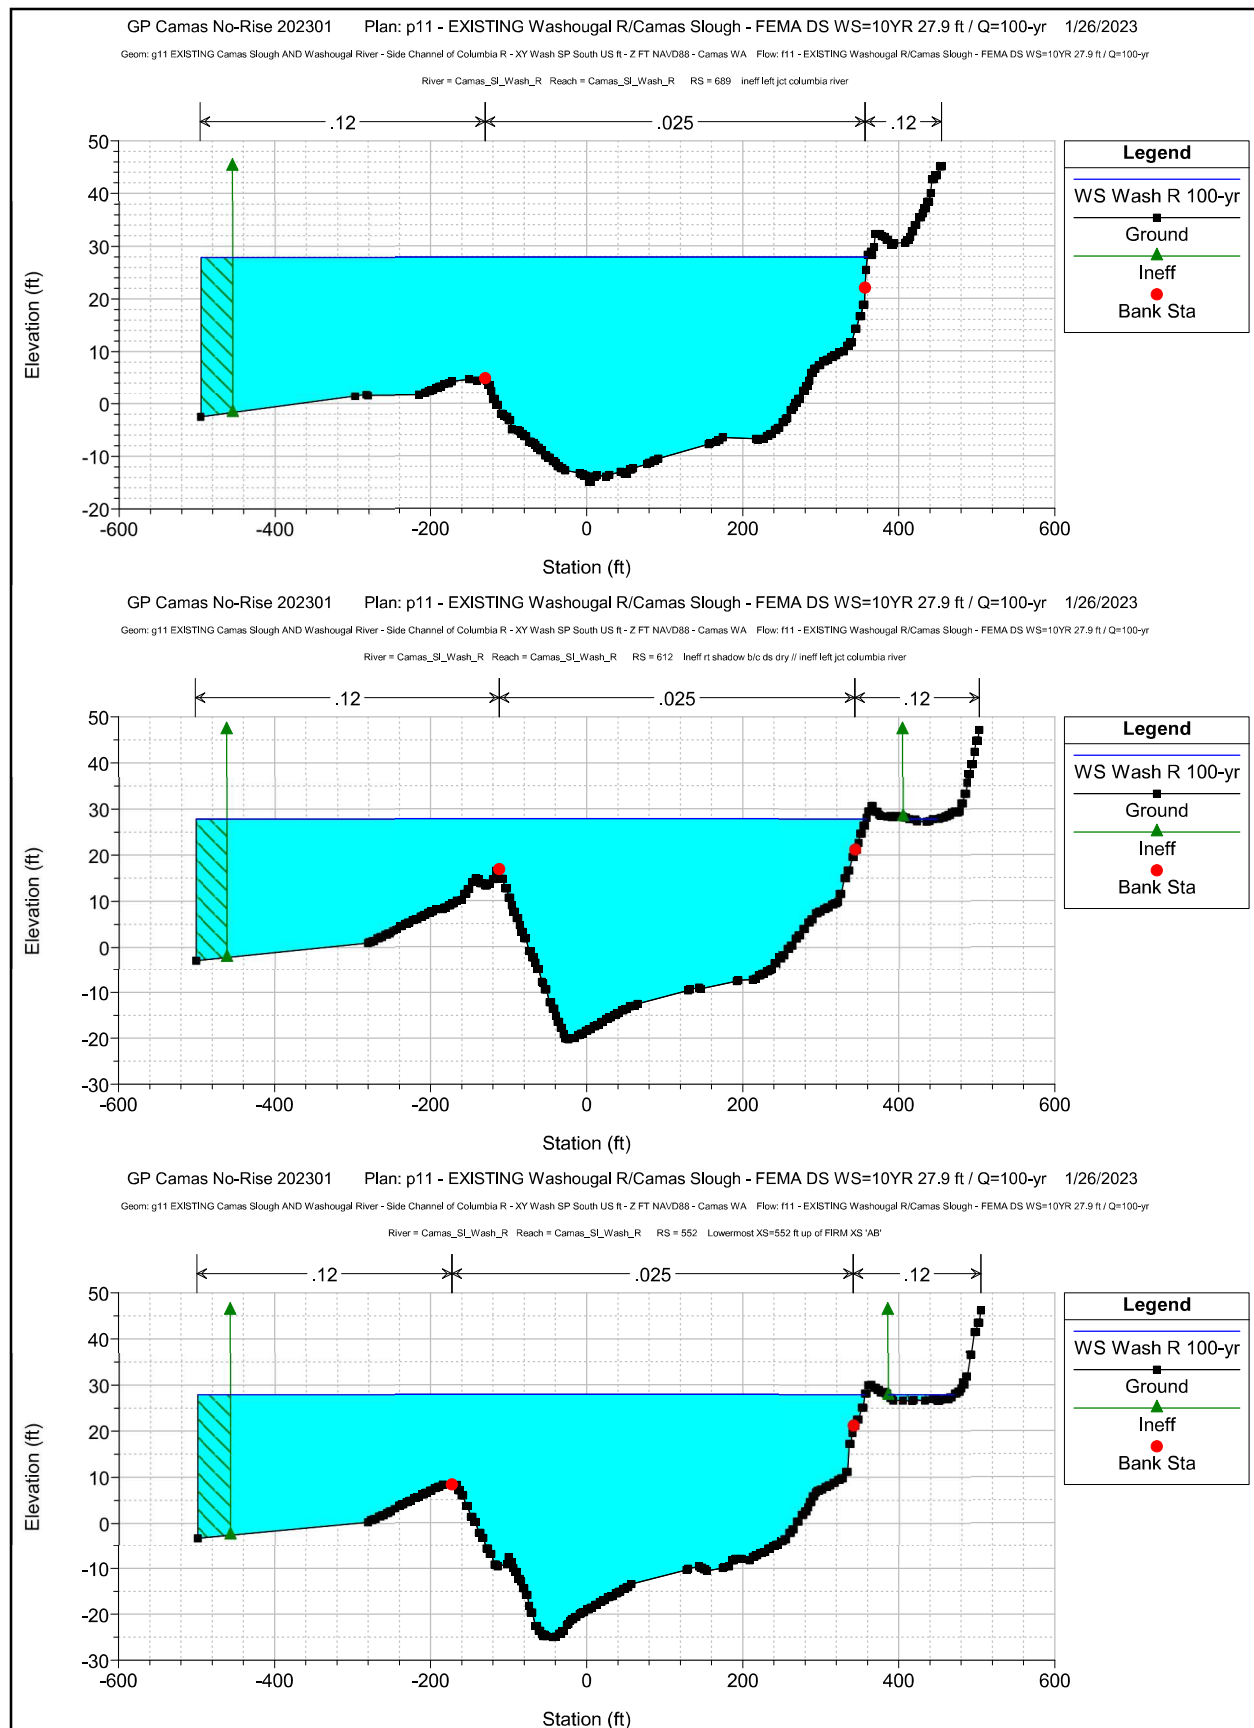 GP Camas No-Rise 202301 Plan: p11 - EXISTING Washougal R/Camas Slough - FEMA DS WS=10YR 27.9 ft / Q=100-yr 1/26/2023
Geom: g11 EXISTING Camas Slough AND Washougal River - Side Channel of Columbia R - XY Wash SP South US ft - Z FT NAVD88 - Camas WA Flow: f11 - EXISTING Washougal R/Camas Slough - FEMA DS WS=10YR 27.9 ft / Q=100-yr
River = Camas_Sl_Wash_R Reach = Camas_Sl_Wash_R RS = 689 ineff left jct columbia river
.12 .025 .12
50
40
30
20
10
0
-10
-20
Elevation (ft)
-600 -400 -200 0 200 400 600
Station (ft)
Legend
WS Wash R 100-yr
Ground
Ineff
Bank Sta
GP Camas No-Rise 202301 Plan: p11 - EXISTING Washougal R/Camas Slough - FEMA DS WS=10YR 27.9 ft / Q=100-yr 1/26/2023
Geom: g11 EXISTING Camas Slough AND Washougal River - Side Channel of Columbia R - XY Wash SP South US ft - Z FT NAVD88 - Camas WA Flow: f11 - EXISTING Washougal R/Camas Slough - FEMA DS WS=10YR 27.9 ft / Q=100-yr
River = Camas_Sl_Wash_R Reach = Camas_Sl_Wash_R RS = 612 Ineff rt shadow b/c ds dry // ineff left jct columbia river
.12 .025 .12
50
40
30
20
10
0
-10
-20
-30
Elevation (ft)
-600 -400 -200 0 200 400 600
Station (ft)
Legend
WS Wash R 100-yr
Ground
Ineff
Bank Sta
GP Camas No-Rise 202301 Plan: p11 - EXISTING Washougal R/Camas Slough - FEMA DS WS=10YR 27.9 ft / Q=100-yr 1/26/2023
Geom: g11 EXISTING Camas Slough AND Washougal River - Side Channel of Columbia R - XY Wash SP South US ft - Z FT NAVD88 - Camas WA Flow: f11 - EXISTING Washougal R/Camas Slough - FEMA DS WS=10YR 27.9 ft / Q=100-yr
River = Camas_Sl_Wash_R Reach = Camas_Sl_Wash_R RS = 552 Lowermost XS=552 ft up of FIRM XS 'AB'
.12 .025 .12
50
40
30
20
10
0
-10
-20
-30
Elevation (ft)
-600 -400 -200 0 200 400 600
Station (ft)
Legend
WS Wash R 100-yr
Ground
Ineff
Bank Sta